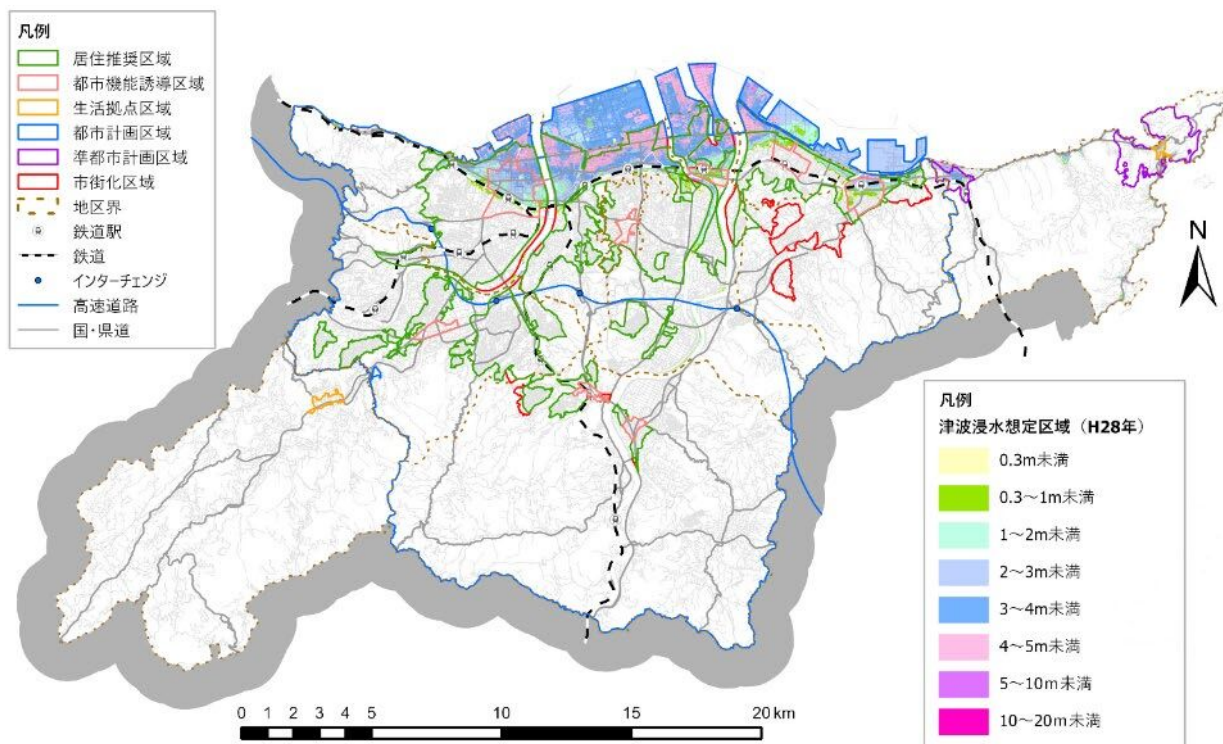 凡例
居住推奨区域
都市機能誘導区域
生活拠点区域
都市計画区域
準都市計画区域
市街化区域
地区界
鉄道駅
鉄道
インターチェンジ
高速道路
国・県道
N
凡例
津波浸水想定区域（H28年）
0.3m未満
0.3～1m未満
1～2m未満
2～3m未満
3～4m未満
4～5m未満
5～10m未満
10～20m未満
0 1 2 3 4 5 10 15 20 km